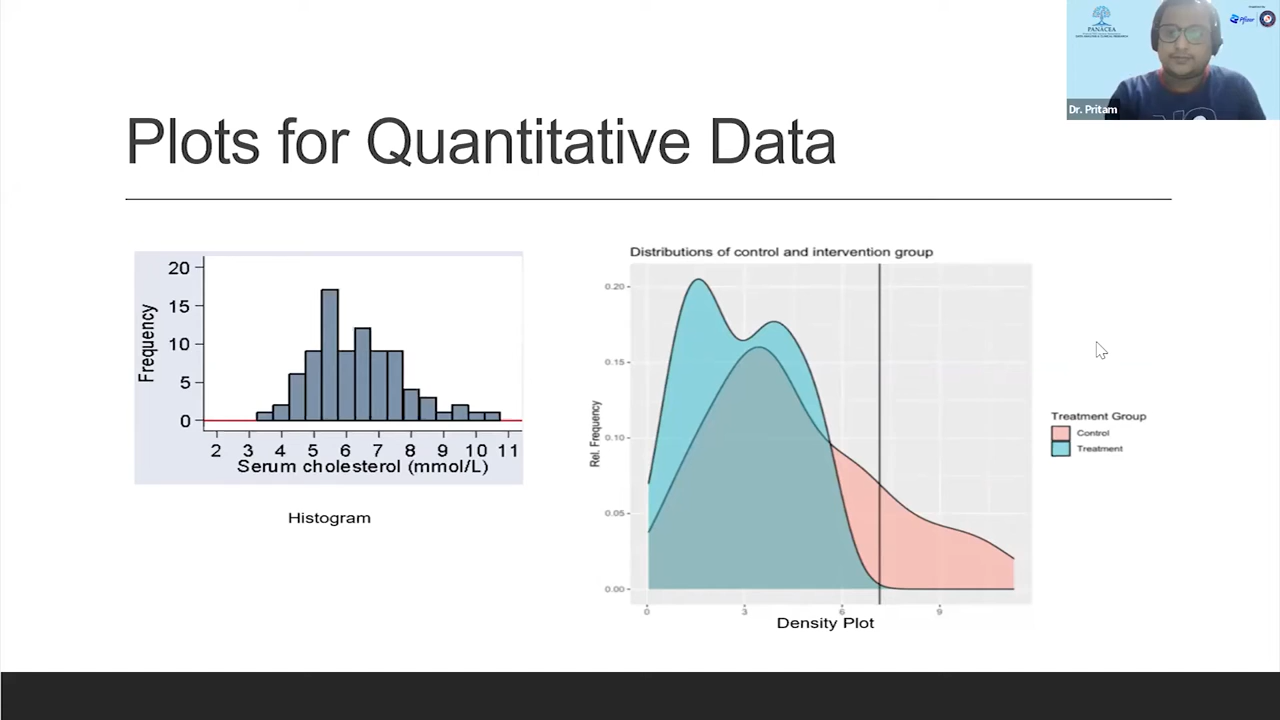 PANACEA
Pfizer
Dr. Pritam
Plots for Quantitative Data
20
15
10
5
0
Frequency
2 3 4 5 6 7 8 9 10 11
Serum cholesterol (mmol/L)
Histogram
Distributions of control and intervention group
0.20
0.15
0.10
0.05
0.00
Rel. Frequency
0 3 6 9
Density Plot
Treatment Group
Control
Treatment